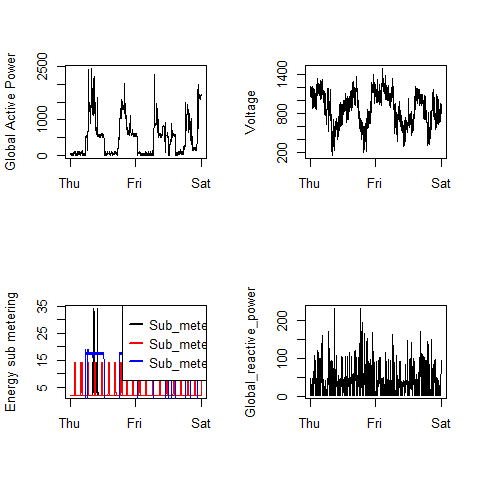 Global Active Power
2500
1000
0
Thu Fri Sat
Voltage
1400
800
200
Thu Fri Sat
Energy sub metering
35
25
15
5
Sub_mete
Sub_mete
Sub_mete
Thu Fri Sat
Global_reactive_power
200
100
0
Thu Fri Sat